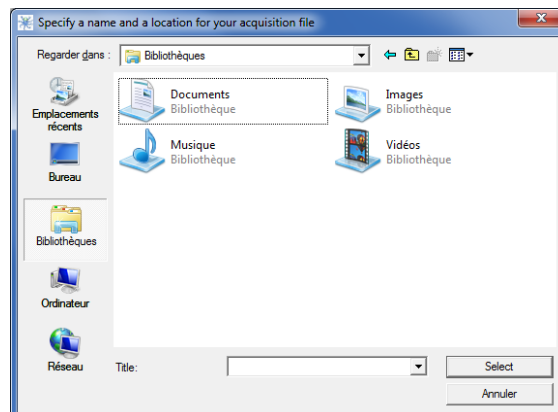 Specify a name and a location for your acquisition file
Regarder dans :
Bibliothèques
Emplacements
récents
Bureau
Bibliothèques
Ordinateur
Réseau
Documents
Bibliothèque
Images
Bibliothèque
Musique
Bibliothèque
Vidéos
Bibliothèque
Title:
Select
Annuler